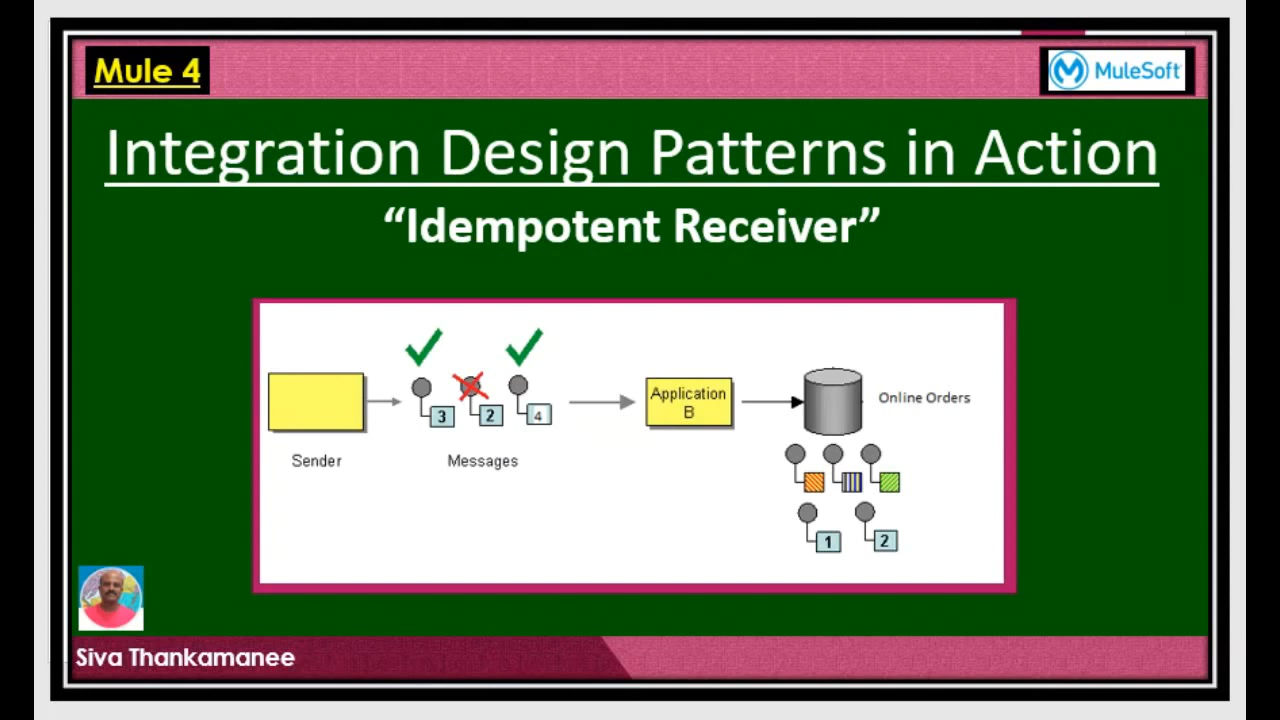 Mule 4
MuleSoft
Integration Design Patterns in Action
“Idempotent Receiver”
3
2
4
Application
B
Online Orders
Sender
Messages
1
2
Siva Thankamanee